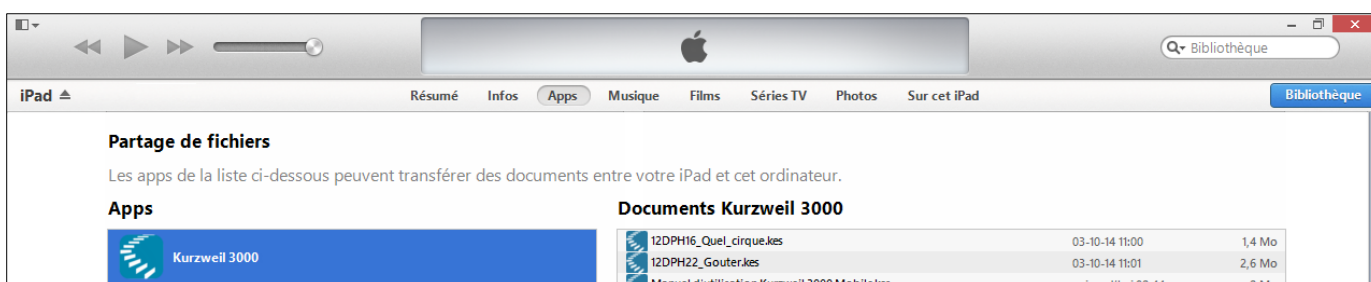 Bibliothèque
iPad
Résumé Infos Apps Musique Films Séries TV Photos Sur cet iPad
Bibliothèque
Partage de fichiers
Les apps de la liste ci-dessous peuvent transférer des documents entre votre iPad et cet ordinateur.
Apps
Documents Kurzweil 3000
Kurzweil 3000
12DPH16_Quel_cirque.kes 03-10-14 11:00 1,4 Mo
12DPH22_Gouter.kes 03-10-14 11:01 2,6 Mo
Kurzweil 3000